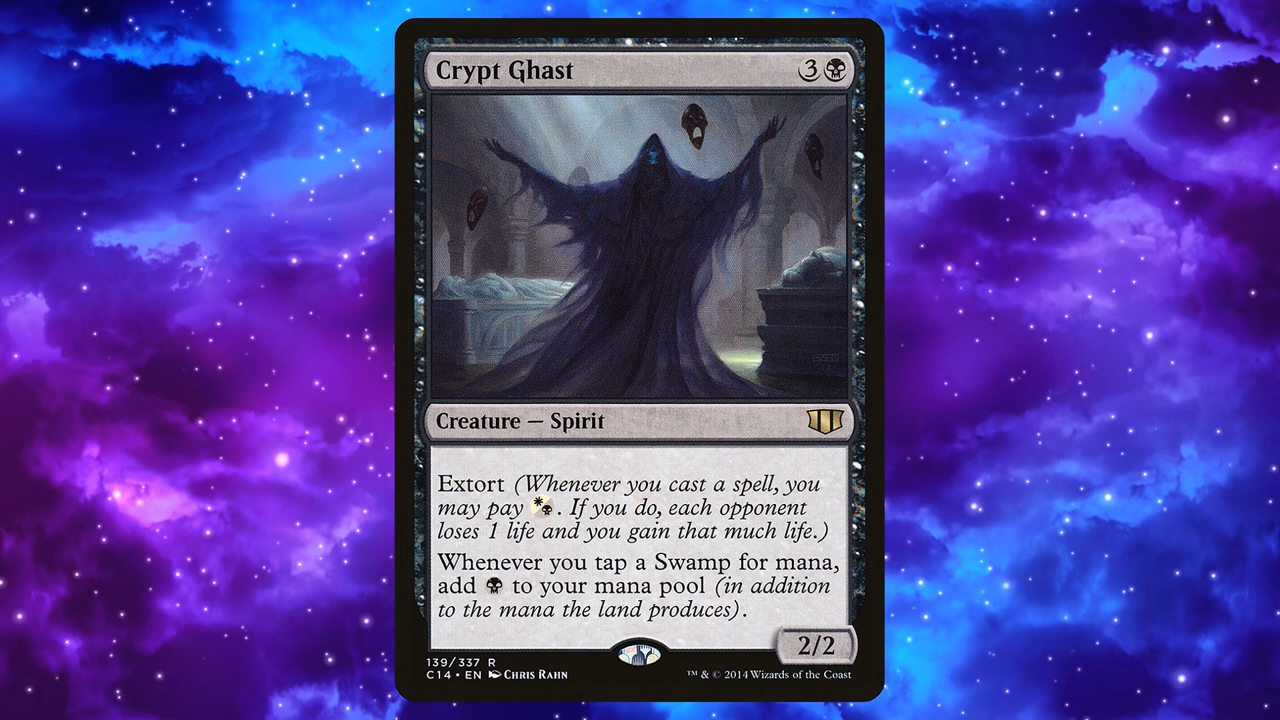 Crypt Ghast 3
Creature — Spirit
Extort (Whenever you cast a spell, you
may pay . If you do, each opponent
loses 1 life and you gain that much life.)
Whenever you tap a Swamp for mana,
add to your mana pool (in addition
to the mana the land produces).
2/2
139/337 R
C14 • EN Chris Rahn
™ & © 2014 Wizards of the Coast